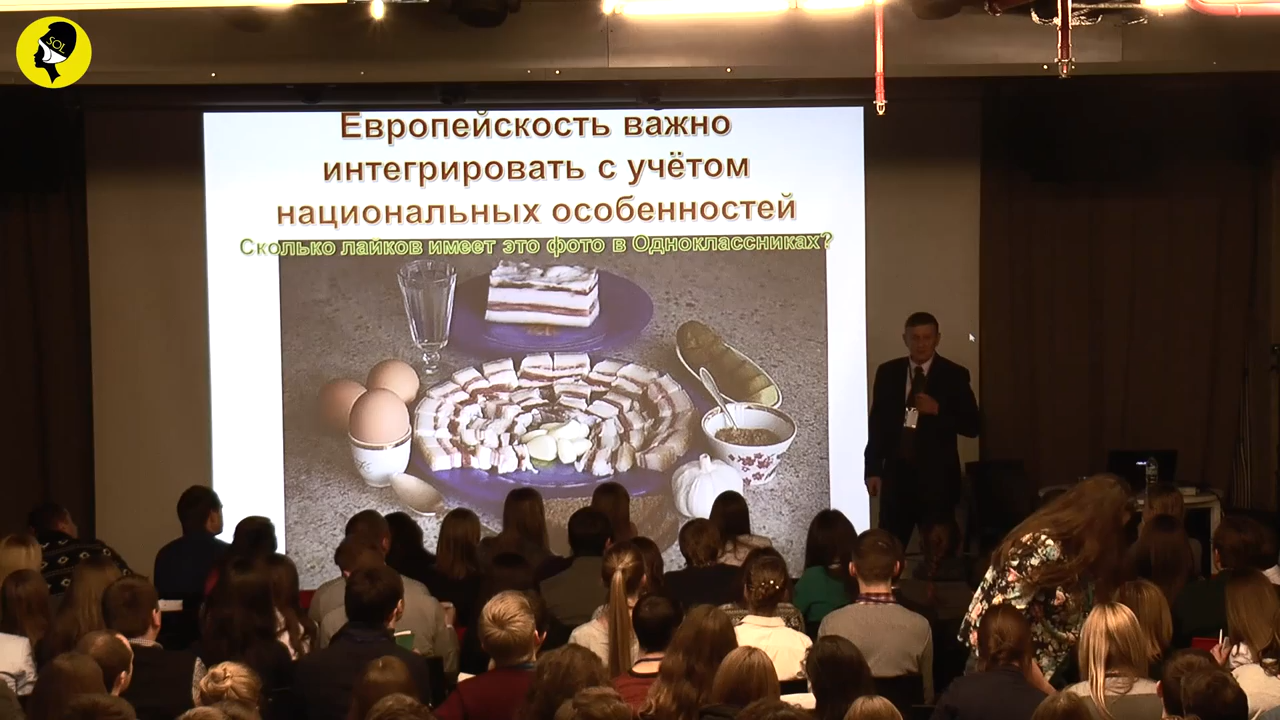 SOL
Европейскость важно
интегрировать с учётом
национальных особенностей
Сколько лайков имеет это фото в Одноклассниках?